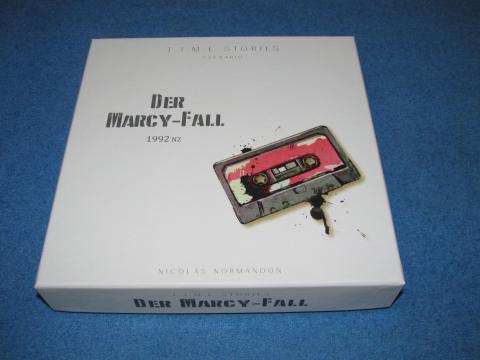 T.I.M.E STORIES
SZENARIO
DER
MARCY-FALL
1992 NZ
NICOLAS NORMANDON
T.I.M.E STORIES
DER MARCY-FALL